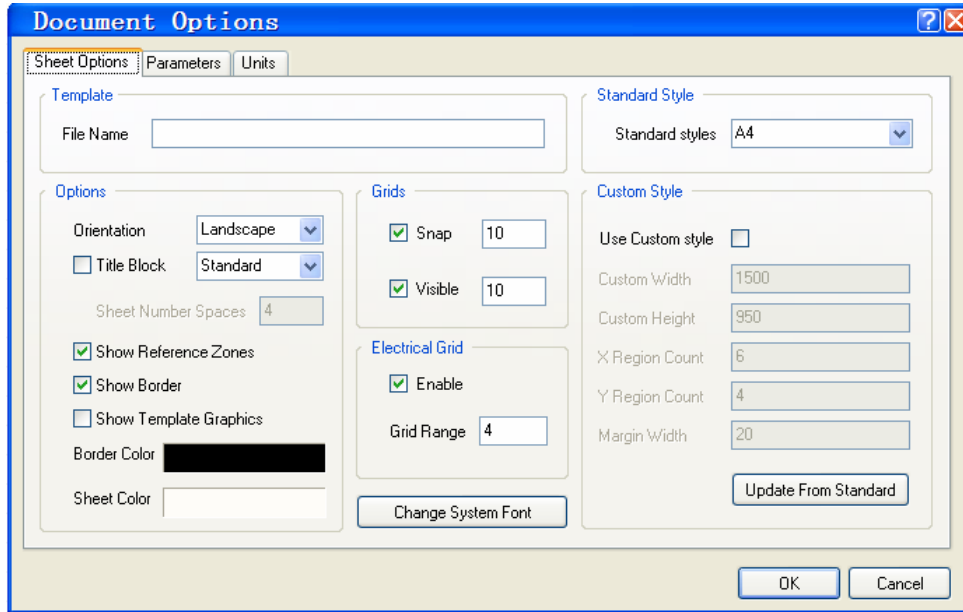 Document Options
Sheet Options Parameters Units
Template
File Name
Standard Style
Standard styles A4
Options
Orientation Landscape
Title Block Standard
Sheet Number Spaces 4
Show Reference Zones
Show Border
Show Template Graphics
Border Color
Sheet Color
Grids
Snap 10
Visible 10
Electrical Grid
Enable
Grid Range 4
Change System Font
Custom Style
Use Custom style
Custom Width 1500
Custom Height 950
X Region Count 6
Y Region Count 4
Margin Width 20
Update From Standard
OK Cancel